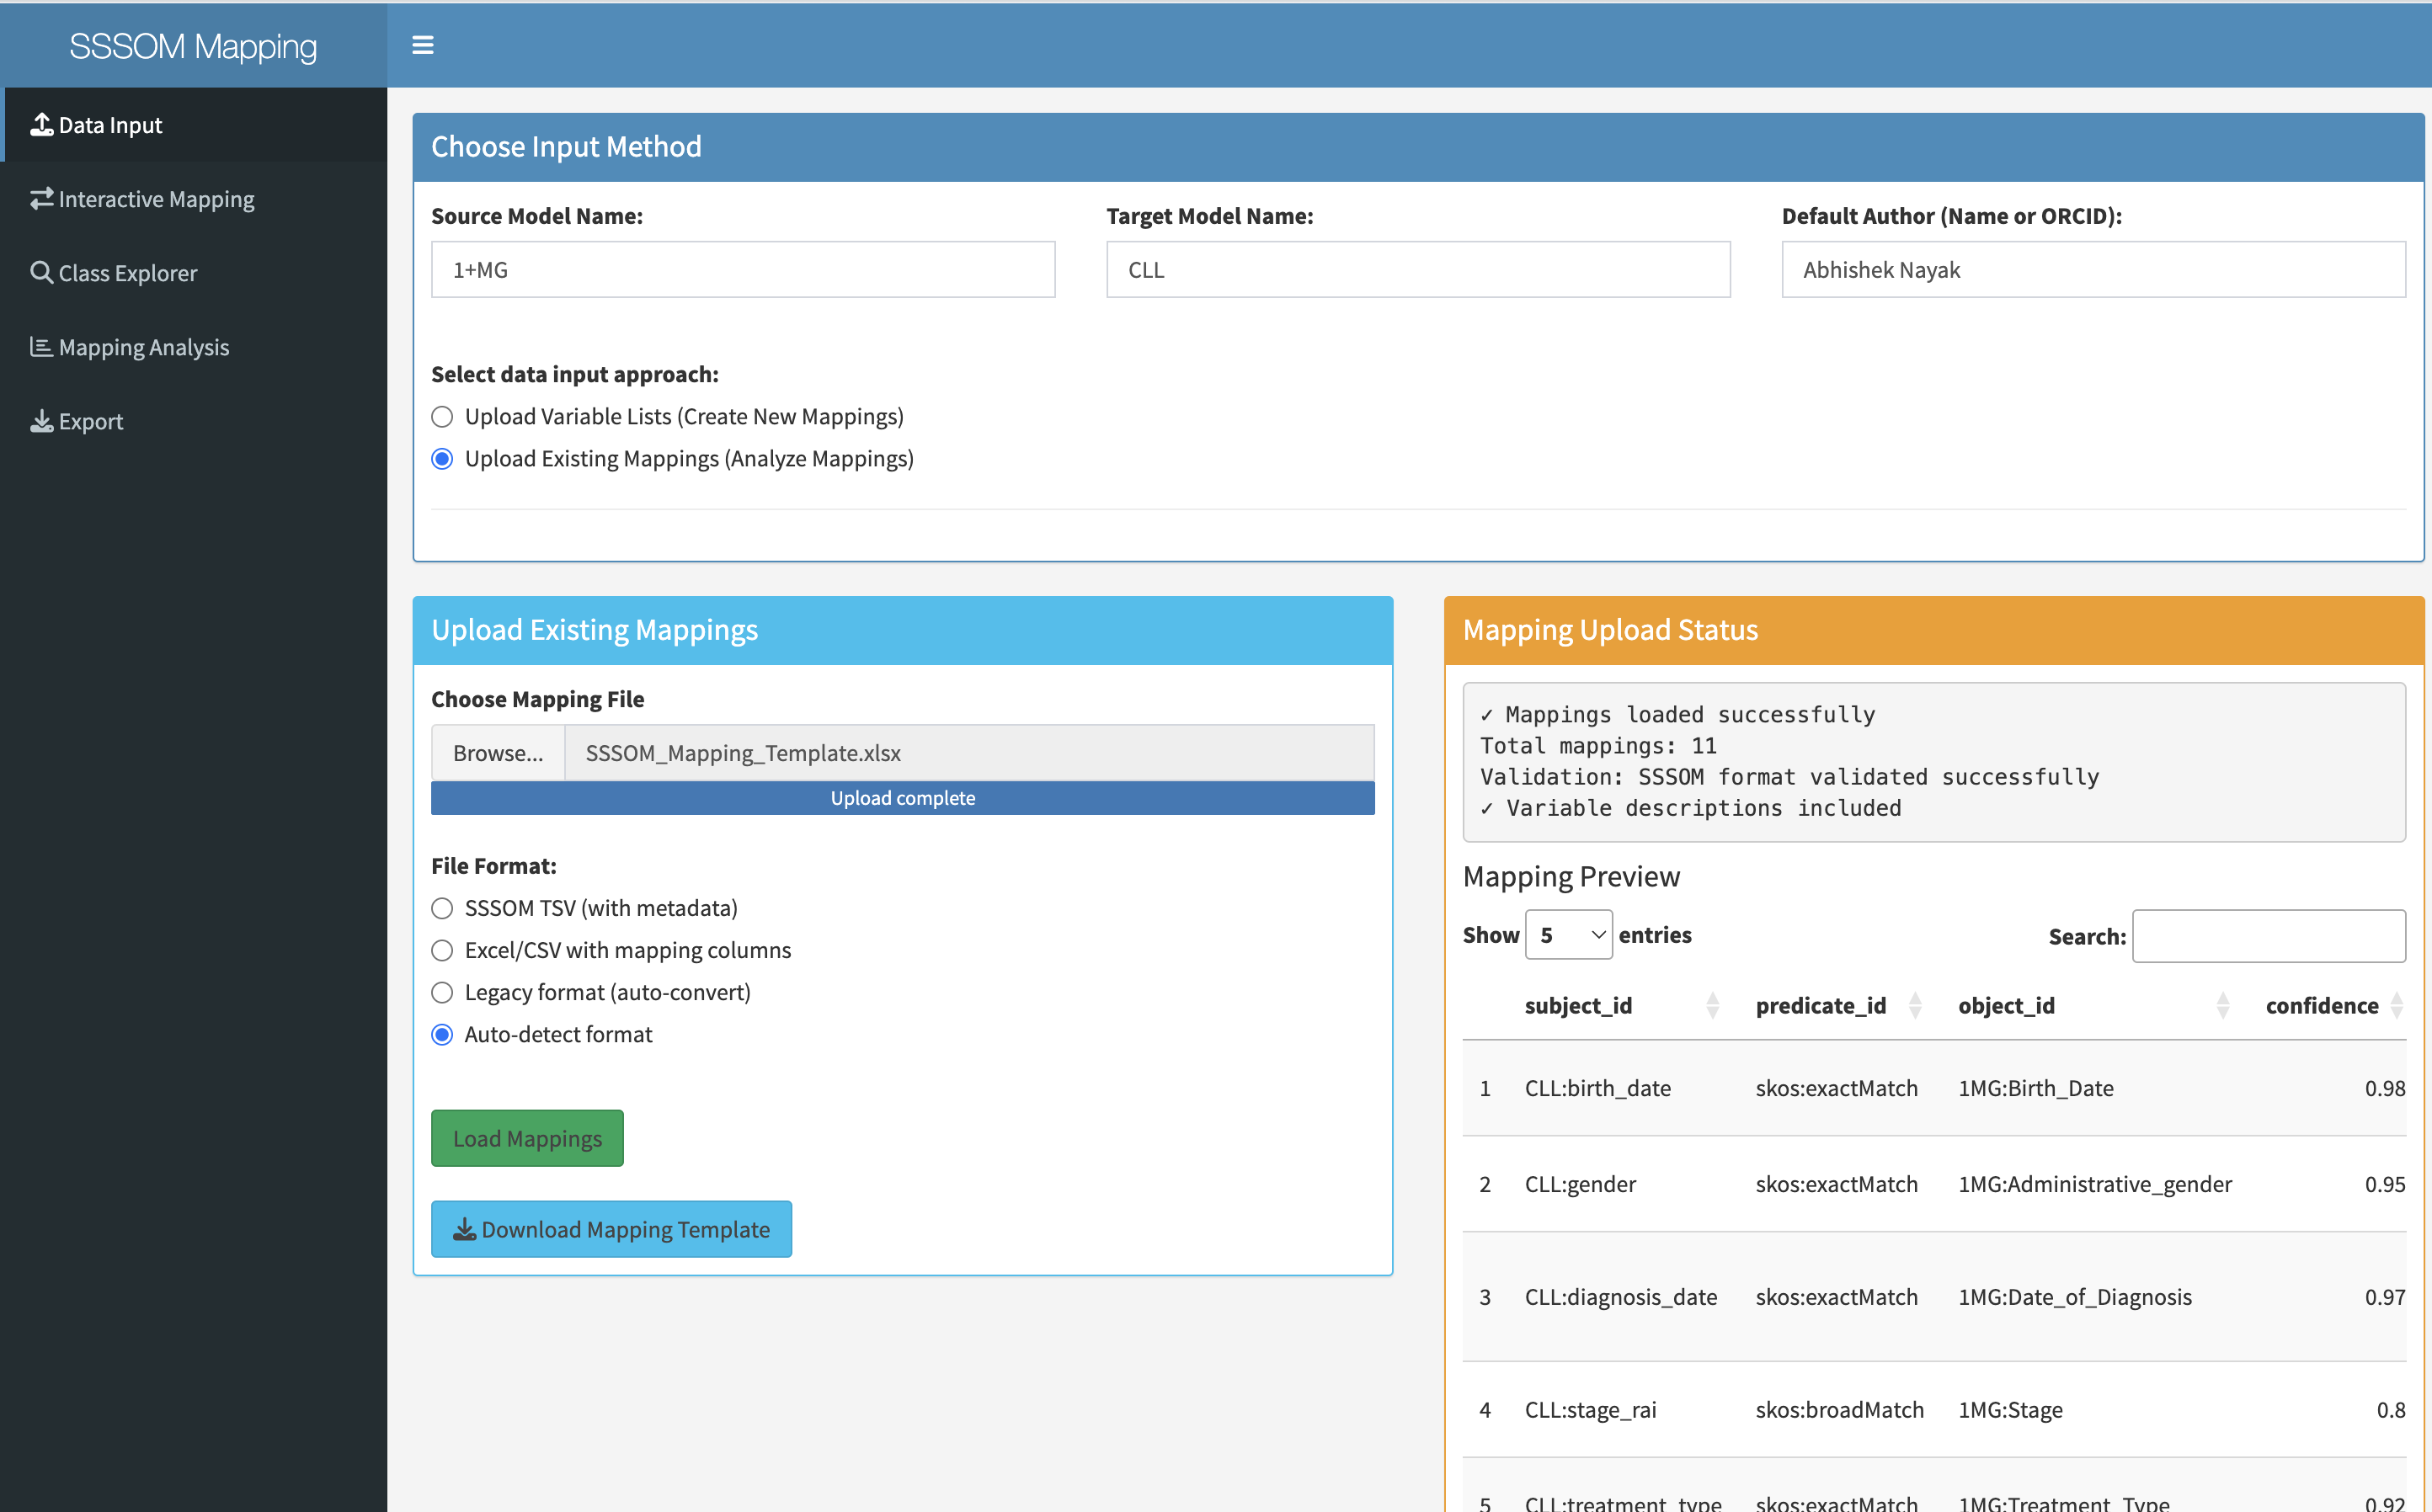 SSSOM Mapping
Data Input
Interactive Mapping
Class Explorer
Mapping Analysis
Export
Choose Input Method
Source Model Name:
Target Model Name:
Default Author (Name or ORCID):
1+MG
CLL
Abhishek Nayak
Select data input approach:
Upload Variable Lists (Create New Mappings)
Upload Existing Mappings (Analyze Mappings)
Upload Existing Mappings
Choose Mapping File
Browse... SSSOM_Mapping_Template.xlsx
Upload complete
File Format:
SSSOM TSV (with metadata)
Excel/CSV with mapping columns
Legacy format (auto-convert)
Auto-detect format
Load Mappings
Download Mapping Template
Mapping Upload Status
✓ Mappings loaded successfully
Total mappings: 11
Validation: SSSOM format validated successfully
✓ Variable descriptions included
Mapping Preview
Show 5 entries
Search:
subject_id predicate_id object_id confidence
1 CLL:birth_date skos:exactMatch 1MG:Birth_Date 0.98
2 CLL:gender skos:exactMatch 1MG:Administrative_gender 0.95
3 CLL:diagnosis_date skos:exactMatch 1MG:Date_of_Diagnosis 0.97
4 CLL:stage_rai skos:broadMatch 1MG:Stage 0.8
5 CLL:treatment_type skos:exactMatch 1MG:Treatment_Type 0.92